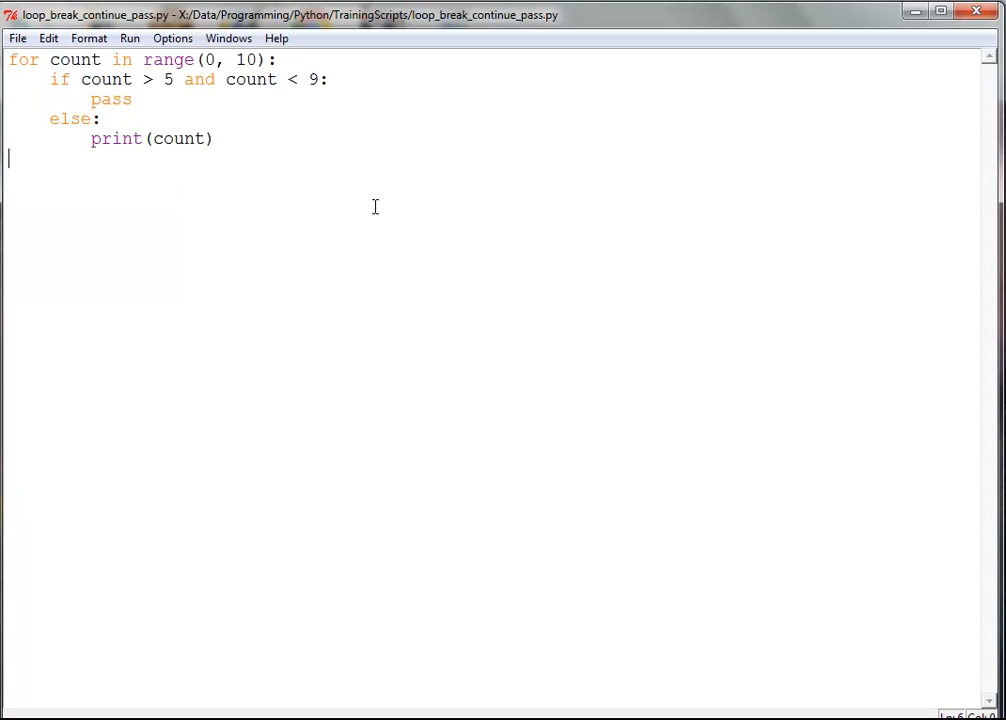 loop_break_continue_pass.py - X:/Data/Programming/Python/TrainingScripts/loop_break_continue_pass.py
File Edit Format Run Options Windows Help
for count in range(0, 10):
    if count > 5 and count < 9:
        pass
    else:
        print(count)